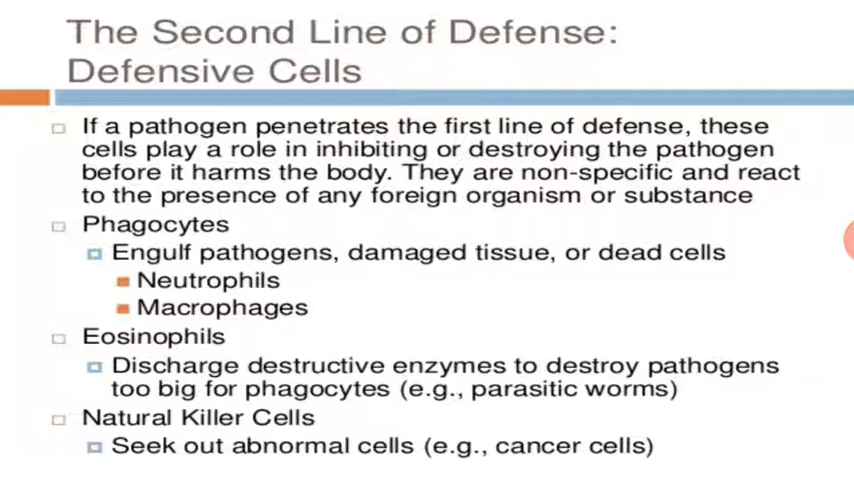 The Second Line of Defense:
Defensive Cells
If a pathogen penetrates the first line of defense, these
cells play a role in inhibiting or destroying the pathogen
before it harms the body. They are non-specific and react
to the presence of any foreign organism or substance
Phagocytes
Engulf pathogens, damaged tissue, or dead cells
Neutrophils
Macrophages
Eosinophils
Discharge destructive enzymes to destroy pathogens
too big for phagocytes (e.g., parasitic worms)
Natural Killer Cells
Seek out abnormal cells (e.g., cancer cells)